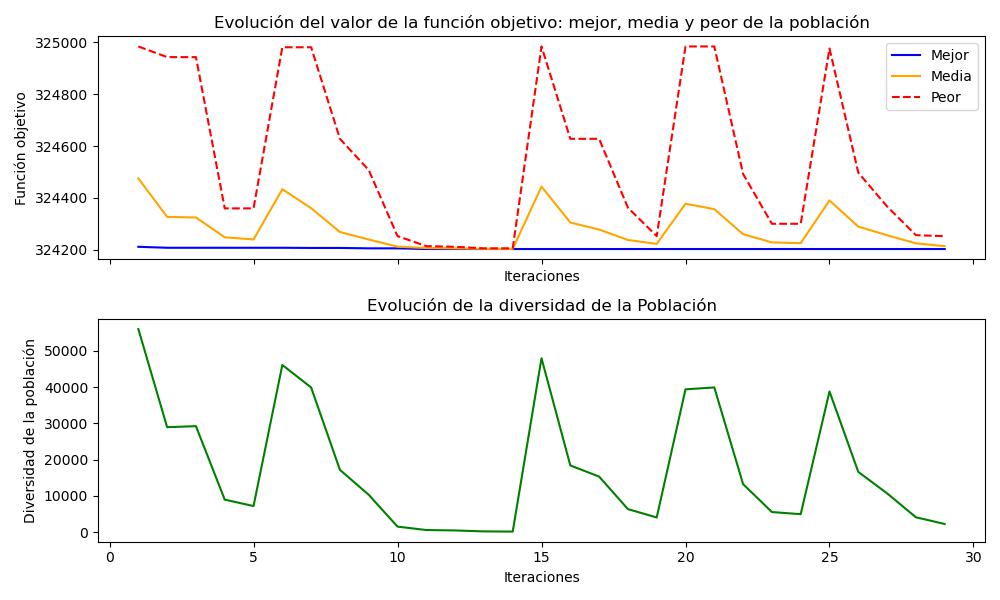 Evolución del valor de la función objetivo: mejor, media y peor de la población
325000
324800
324600
324400
324200
Función objetivo
Mejor
Media
Peor
Iteraciones
Evolución de la diversidad de la Población
50000
40000
30000
20000
10000
0
Diversidad de la población
0 5 10 15 20 25 30
Iteraciones